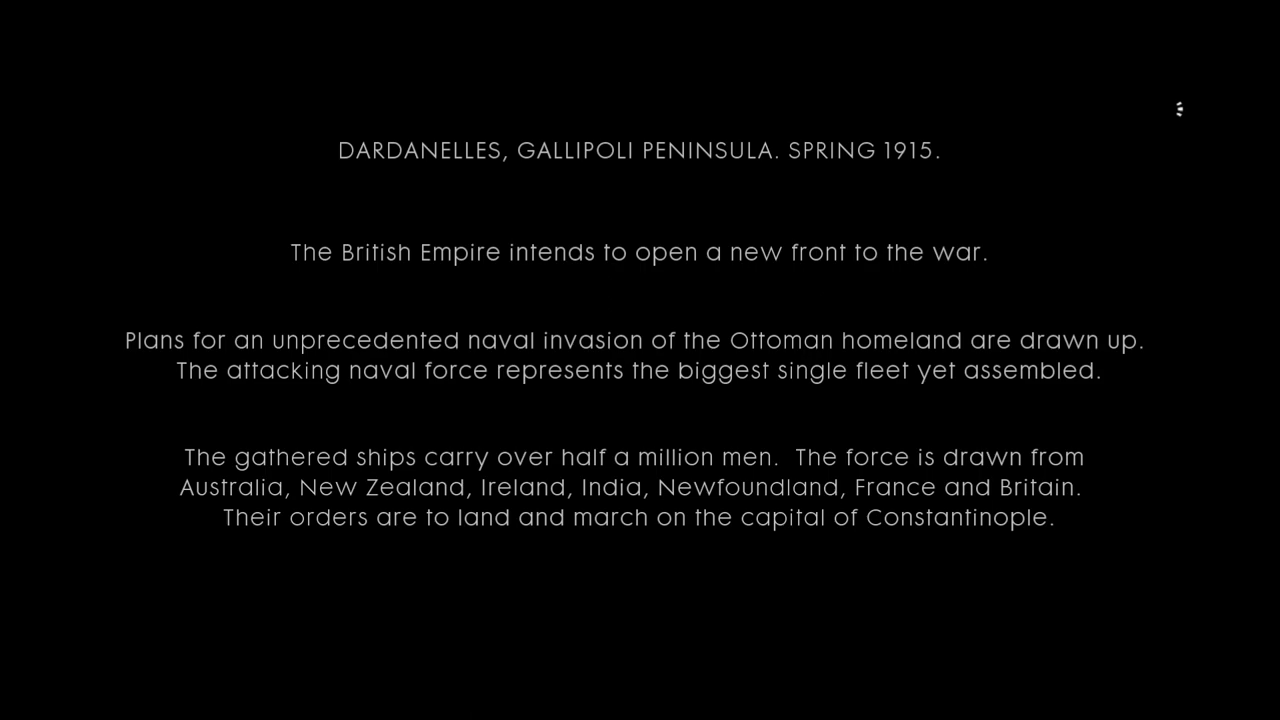 DARDANELLES, GALLIPOLI PENINSULA. SPRING 1915.
The British Empire intends to open a new front to the war.
Plans for an unprecedented naval invasion of the Ottoman homeland are drawn up.
The attacking naval force represents the biggest single fleet yet assembled.
The gathered ships carry over half a million men.  The force is drawn from
Australia, New Zealand, Ireland, India, Newfoundland, France and Britain.
Their orders are to land and march on the capital of Constantinople.